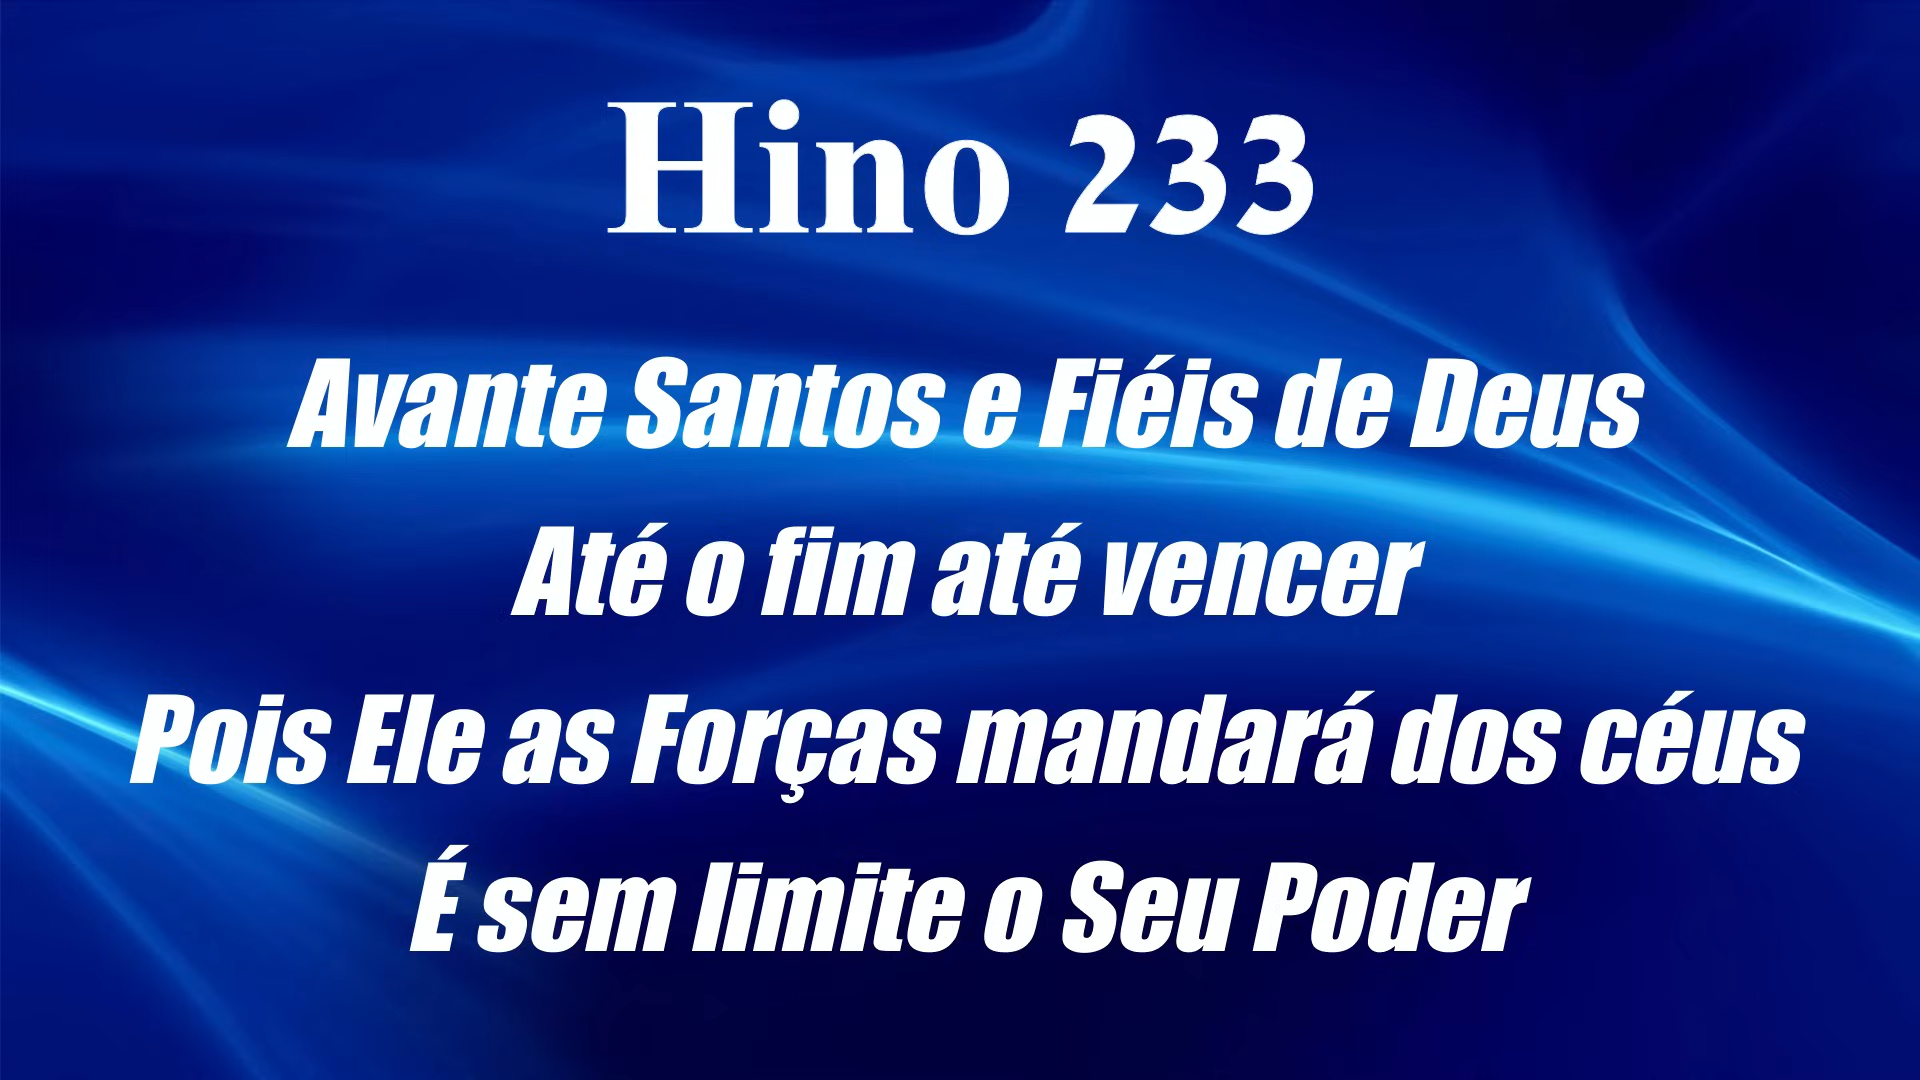 Hino 233
Avante Santos e Fiéis de Deus
Até o fim até vencer
Pois Ele as Forças mandará dos céus
É sem limite o Seu Poder